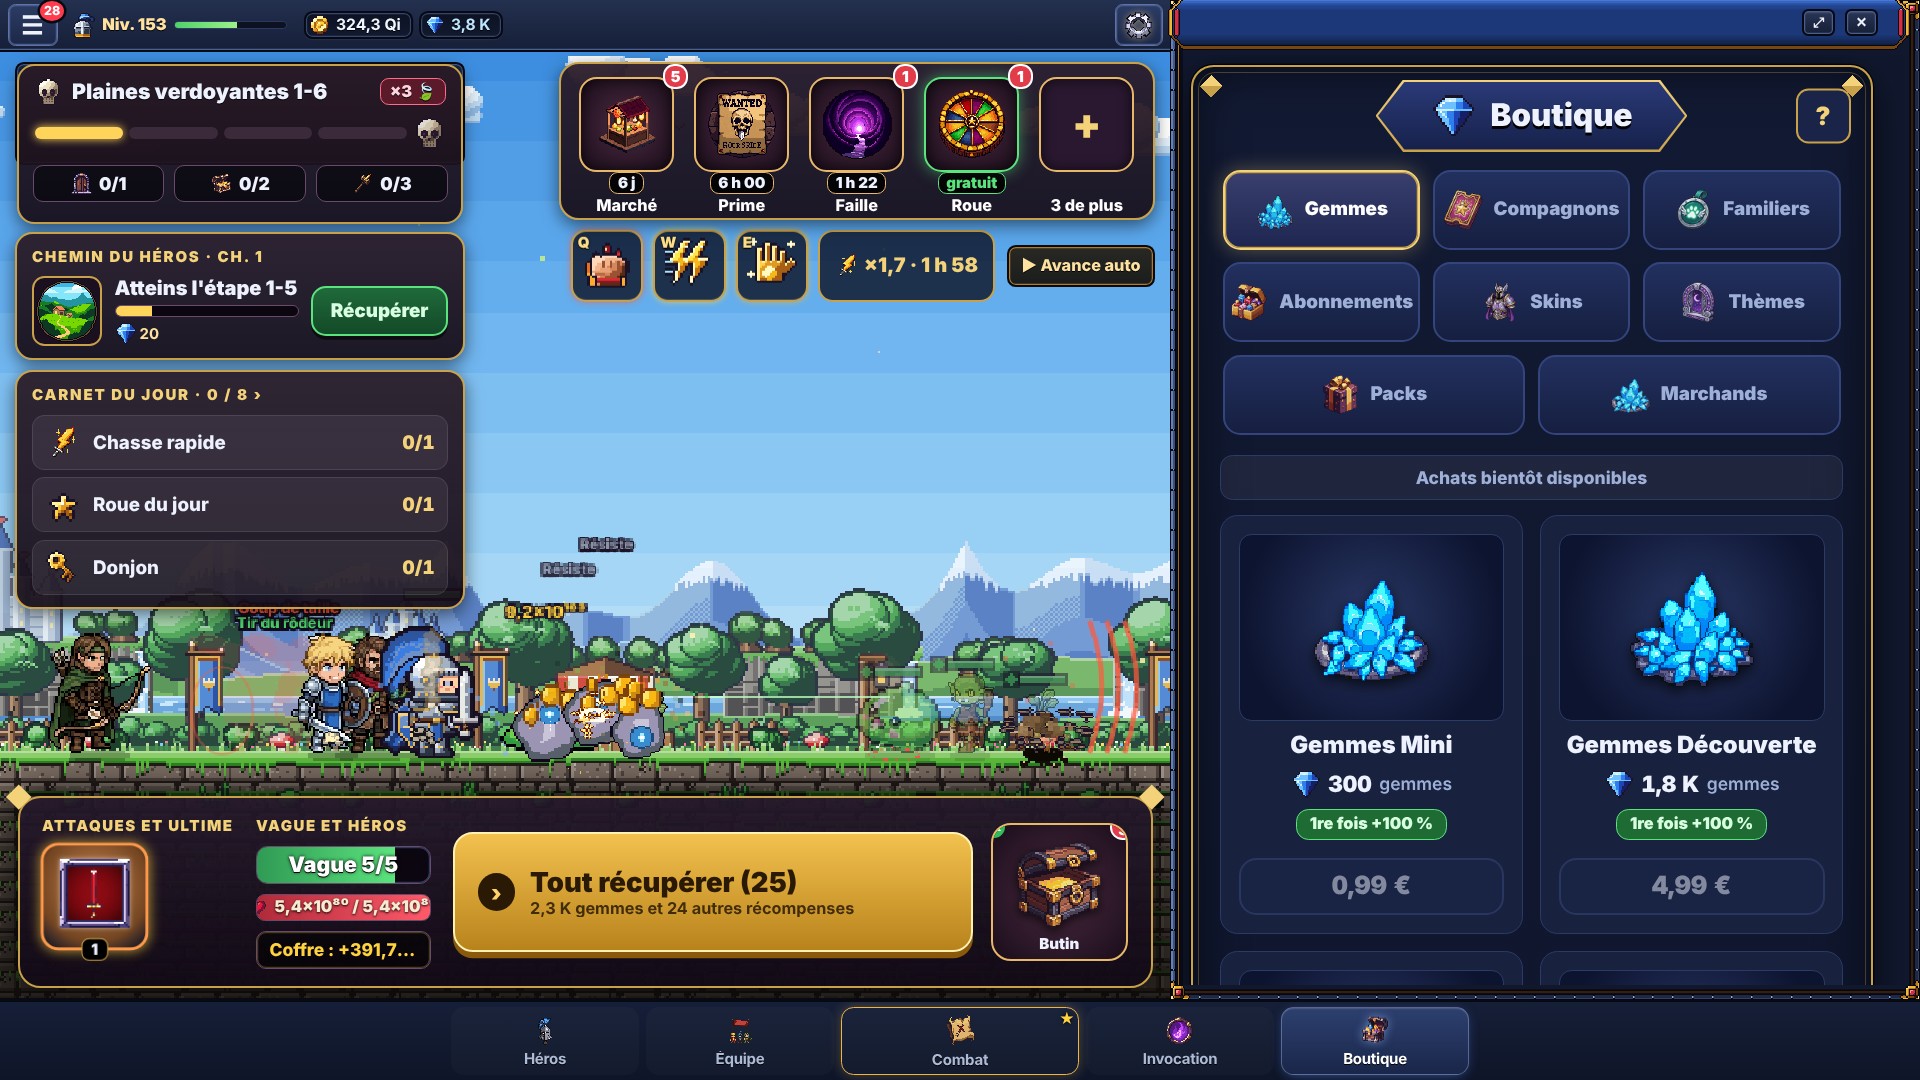 28
Niv. 153
324,3 Qi
3,8 K
Plaines verdoyantes 1-6
×3
0/1
0/2
0/3
CHEMIN DU HÉROS · CH. 1
Atteins l'étape 1-5
20
Récupérer
CARNET DU JOUR · 0 / 8 ›
Chasse rapide
0/1
Roue du jour
0/1
Donjon
0/1
5
6 j
Marché
WANTED
6 h 00
Prime
1
1 h 22
Faille
1
gratuit
Roue
+
3 de plus
Q
W
E
×1,7 · 1 h 58
Avance auto
Résiste
Résiste
Tir du rôdeur
ATTAQUES ET ULTIME
1
VAGUE ET HÉROS
Vague 5/5
5,4×10⁸⁰ / 5,4×10⁸
Coffre : +391,7...
Tout récupérer (25)
2,3 K gemmes et 24 autres récompenses
Butin
Boutique
?
Gemmes
Compagnons
Familiers
Abonnements
Skins
Thèmes
Packs
Marchands
Achats bientôt disponibles
Gemmes Mini
300 gemmes
1re fois +100 %
0,99 €
Gemmes Découverte
1,8 K gemmes
1re fois +100 %
4,99 €
Héros
Équipe
Combat
Invocation
Boutique